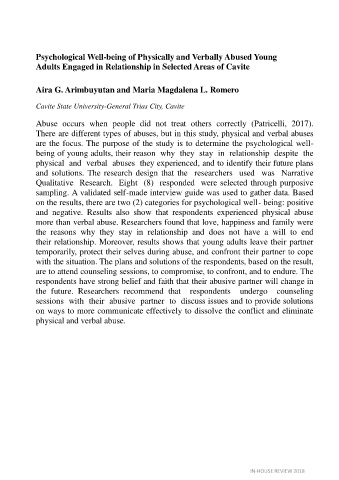 Psychological Well-being of Physically and Verbally Abused Young
Adults Engaged in Relationship in Selected Areas of Cavite
Aira G. Arimbuyutan and Maria Magdalena L. Romero
Cavite State University-General Trias City, Cavite
Abuse occurs when people did not treat others correctly (Patricelli, 2017).
There are different types of abuses, but in this study, physical and verbal abuses
are the focus. The purpose of the study is to determine the psychological well-
being of young adults, their reason why they stay in relationship despite the
physical and verbal abuses they experienced, and to identify their future plans
and solutions. The research design that the researchers used was Narrative
Qualitative Research. Eight (8) responded were selected through purposive
sampling. A validated self-made interview guide was used to gather data. Based
on the results, there are two (2) categories for psychological well- being: positive
and negative. Results also show that respondents experienced physical abuse
more than verbal abuse. Researchers found that love, happiness and family were
the reasons why they stay in relationship and does not have a will to end
their relationship. Moreover, results shows that young adults leave their partner
temporarily, protect their selves during abuse, and confront their partner to cope
with the situation. The plans and solutions of the respondents, based on the result,
are to attend counseling sessions, to compromise, to confront, and to endure. The
respondents have strong belief and faith that their abusive partner will change in
the future. Researchers recommend that respondents undergo counseling
sessions with their abusive partner to discuss issues and to provide solutions
on ways to more communicate effectively to dissolve the conflict and eliminate
physical and verbal abuse.
IN-HOUSE REVIEW 2018